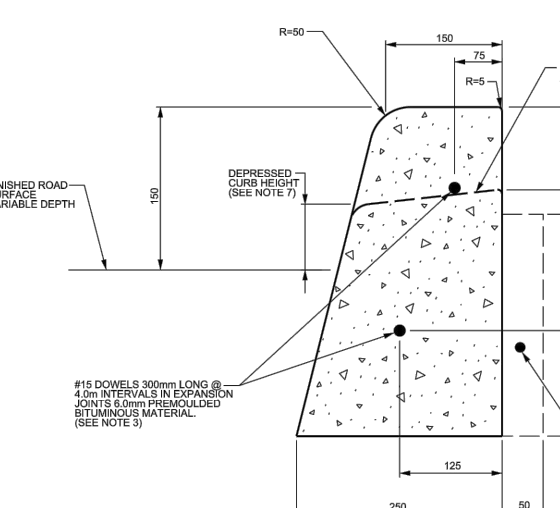 R=50
150
75
R=5
DEPRESSED
CURB HEIGHT
(SEE NOTE 7)
NISHED ROAD
URFACE
ARIABLE DEPTH
150
#15 DOWELS 300mm LONG @
4.0m INTERVALS IN EXPANSION
JOINTS 6.0mm PREMOULDED
BITUMINOUS MATERIAL.
(SEE NOTE 3)
125
250
50